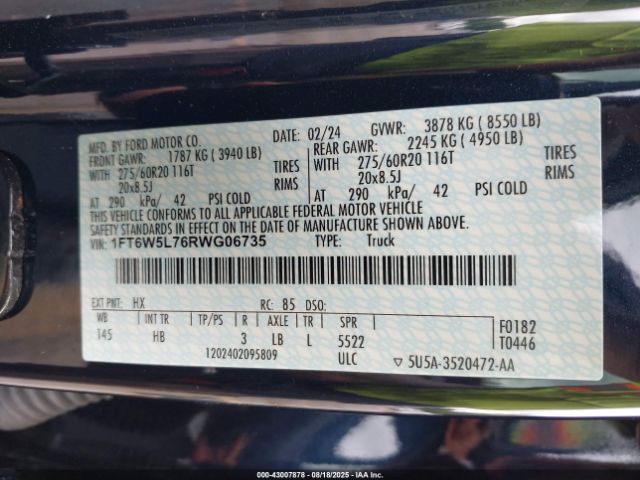 MFD. BY FORD MOTOR CO. DATE: 02/24 GVWR: 3878 KG ( 8550 LB)
FRONT GAWR: 1787 KG ( 3940 LB) REAR GAWR: 2245 KG ( 4950 LB)
WITH 275/60R20 116T TIRES WITH 275/60R20 116T TIRES
20x8.5J RIMS 20x8.5J RIMS
AT 290 kPa/ 42 PSI COLD AT 290 kPa/ 42 PSI COLD
THIS VEHICLE CONFORMS TO ALL APPLICABLE FEDERAL MOTOR VEHICLE
SAFETY STANDARDS IN EFFECT ON THE DATE OF MANUFACTURE SHOWN ABOVE.
VIN: 1FT6W5L76RWG06735 TYPE: Truck
EXT PNT: HX RC: 85 DSO:
WB INT TR TP/PS R AXLE TR SPR F0182
145 HB 3 LB L 5522 T0446
1202402095809 ULC ▽ 5U5A-3520472-AA
000-43007878 - 08/18/2025 - IAAI.COM